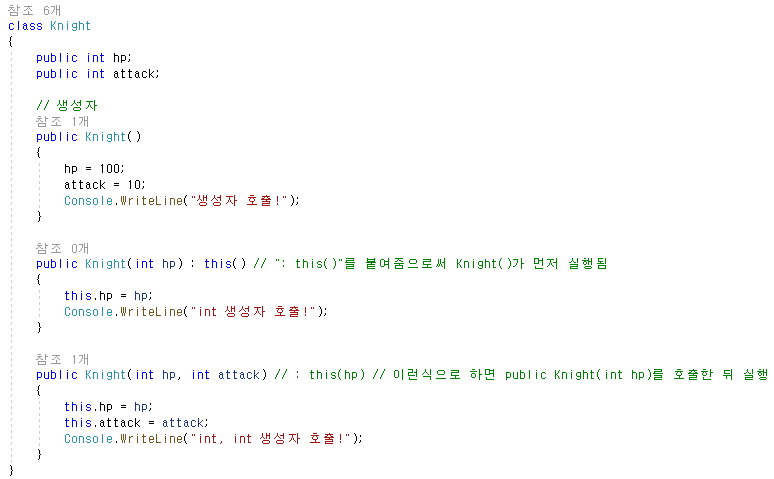 참조 6개
class Knight
{
public int hp;
public int attack;
// 생성자
참조 1개
public Knight()
{
hp = 100;
attack = 10;
Console.WriteLine("생성자 호출!");
}
참조 0개
public Knight(int hp) : this() // ": this()"를 붙여줌으로써 Knight()가 먼저 실행됨
{
this.hp = hp;
Console.WriteLine("int 생성자 호출!");
}
참조 1개
public Knight(int hp, int attack) // : this(hp) // 이런식으로 하면 public Knight(int hp)를 호출한 뒤 실행
{
this.hp = hp;
this.attack = attack;
Console.WriteLine("int, int 생성자 호출!");
}
}